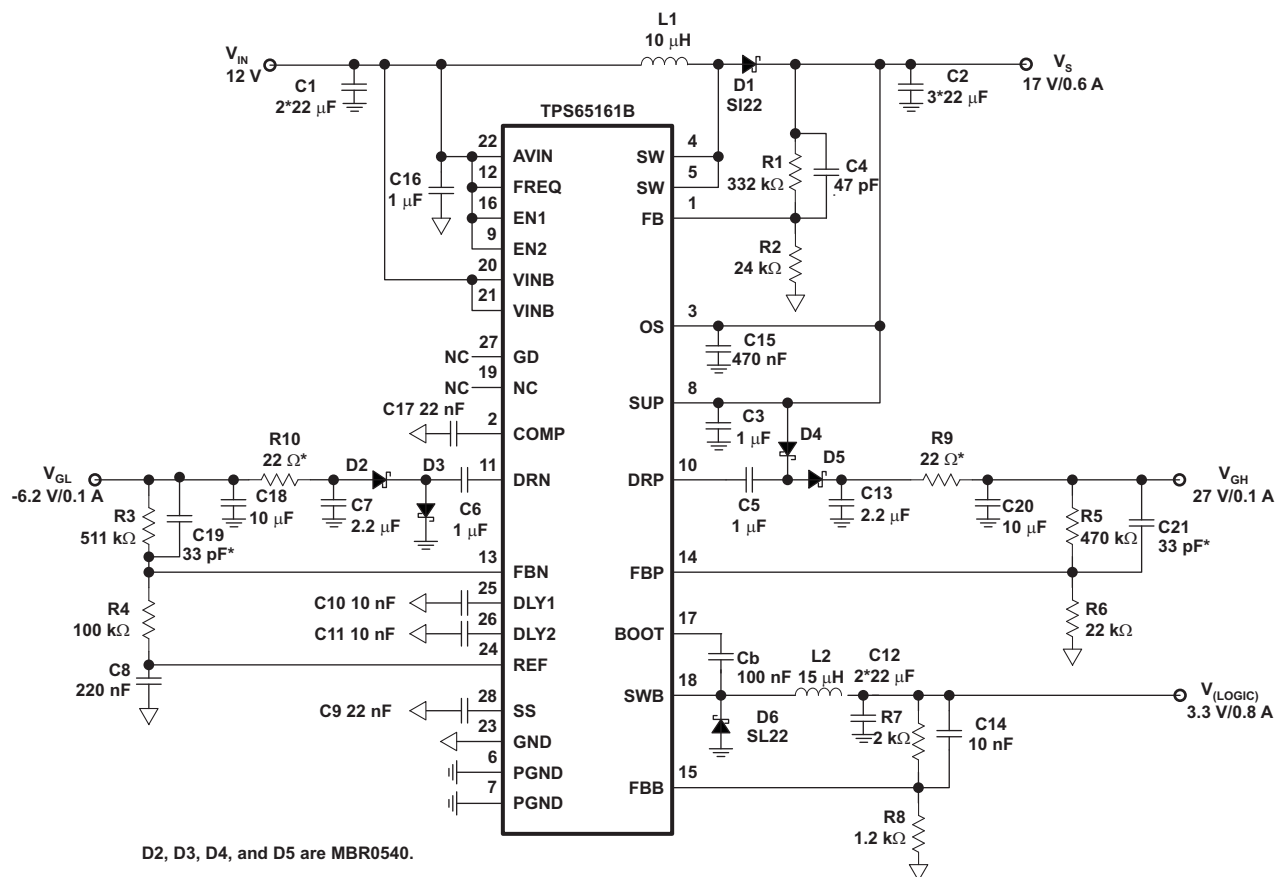 L1
10 µH
VIN
12 V
VS
17 V/0.6 A
C1
2*22 µF
D1
SI22
C2
3*22 µF
TPS65161B
22
AVIN
12
FREQ
16
EN1
9
EN2
20
VINB
21
VINB
27
NC
GD
19
NC
NC
C17 22 nF
2
COMP
11
DRN
13
FBN
25
C10 10 nF
DLY1
26
C11 10 nF
DLY2
24
REF
28
C9 22 nF
SS
23
GND
6
PGND
7
PGND
4
SW
5
SW
1
FB
3
OS
8
SUP
10
DRP
14
FBP
17
BOOT
18
SWB
15
FBB
C16
1 µF
R1
332 kΩ
C4
47 pF
R2
24 kΩ
C15
470 nF
C3
1 µF
D4
D5
R9
22 Ω*
VGH
27 V/0.1 A
C5
1 µF
C13
2.2 µF
C20
10 µF
R5
470 kΩ
C21
33 pF*
R6
22 kΩ
VGL
-6.2 V/0.1 A
R10
22 Ω*
D2
D3
C18
10 µF
C7
2.2 µF
C6
1 µF
R3
511 kΩ
C19
33 pF*
R4
100 kΩ
C8
220 nF
Cb
100 nF
L2
15 µH
C12
2*22 µF
V(LOGIC)
3.3 V/0.8 A
D6
SL22
R7
2 kΩ
C14
10 nF
R8
1.2 kΩ
D2, D3, D4, and D5 are MBR0540.